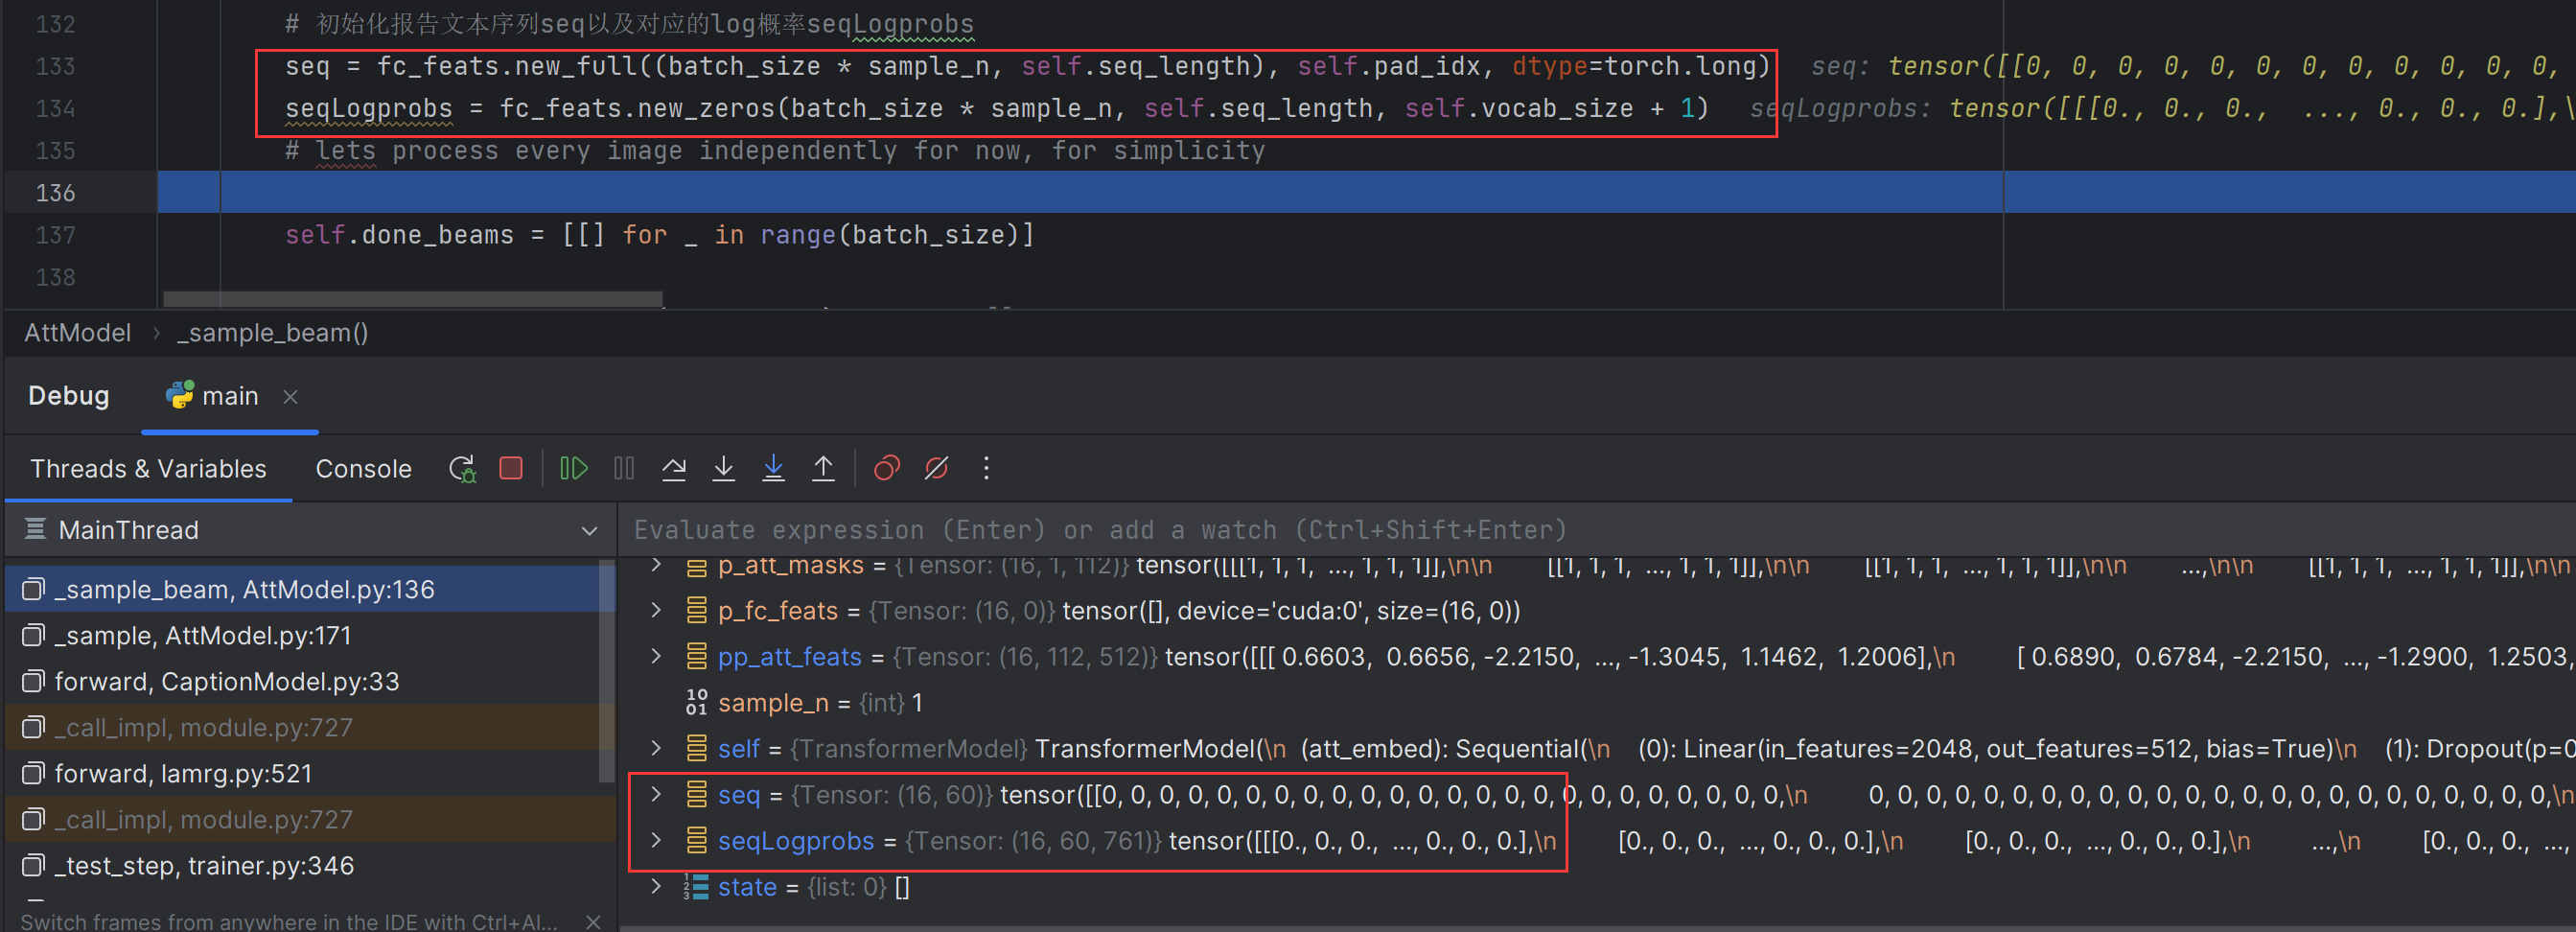 132 # 初始化报告文本序列seq以及对应的log概率seqLogprobs
133 seq = fc_feats.new_full((batch_size * sample_n, self.seq_length), self.pad_idx, dtype=torch.long) seq: tensor([[0, 0, 0, 0, 0, 0, 0, 0, 0, 0, 0, 0,
134 seqLogprobs = fc_feats.new_zeros(batch_size * sample_n, self.seq_length, self.vocab_size + 1) seqLogprobs: tensor([[[0., 0., 0., ..., 0., 0., 0.],\
135 # lets process every image independently for now, for simplicity
136
137 self.done_beams = [[] for _ in range(batch_size)]
138
AttModel › _sample_beam()
Debug main ×
Threads & Variables Console
MainThread
Evaluate expression (Enter) or add a watch (Ctrl+Shift+Enter)
_sample_beam, AttModel.py:136
_sample, AttModel.py:171
forward, CaptionModel.py:33
_call_impl, module.py:727
forward, lamrg.py:521
_call_impl, module.py:727
_test_step, trainer.py:346
Switch frames from anywhere in the IDE with Ctrl+Al... ×
p_att_masks = {Tensor: (16, 1, 112)} tensor([[[1, 1, 1, ..., 1, 1, 1]],\n\n [[1, 1, 1, ..., 1, 1, 1]],\n\n [[1, 1, 1, ..., 1, 1, 1]],\n\n ...,\n\n [[1, 1, 1, ..., 1, 1, 1]],\n\n
p_fc_feats = {Tensor: (16, 0)} tensor([], device='cuda:0', size=(16, 0))
pp_att_feats = {Tensor: (16, 112, 512)} tensor([[[ 0.6603, 0.6656, -2.2150, ..., -1.3045, 1.1462, 1.2006],\n [ 0.6890, 0.6784, -2.2150, ..., -1.2900, 1.2503,
sample_n = {int} 1
self = {TransformerModel} TransformerModel(\n (att_embed): Sequential(\n (0): Linear(in_features=2048, out_features=512, bias=True)\n (1): Dropout(p=0
seq = {Tensor: (16, 60)} tensor([[0, 0, 0, 0, 0, 0, 0, 0, 0, 0, 0, 0, 0, 0, 0, 0, 0, 0, 0, 0, 0, 0, 0, 0,\n 0, 0, 0, 0, 0, 0, 0, 0, 0, 0, 0, 0, 0, 0, 0, 0, 0, 0, 0, 0, 0, 0, 0, 0,\n
seqLogprobs = {Tensor: (16, 60, 761)} tensor([[[0., 0., 0., ..., 0., 0., 0.],\n [0., 0., 0., ..., 0., 0., 0.],\n [0., 0., 0., ..., 0., 0., 0.],\n ...,\n [0., 0., 0., ...,
state = {list: 0} []